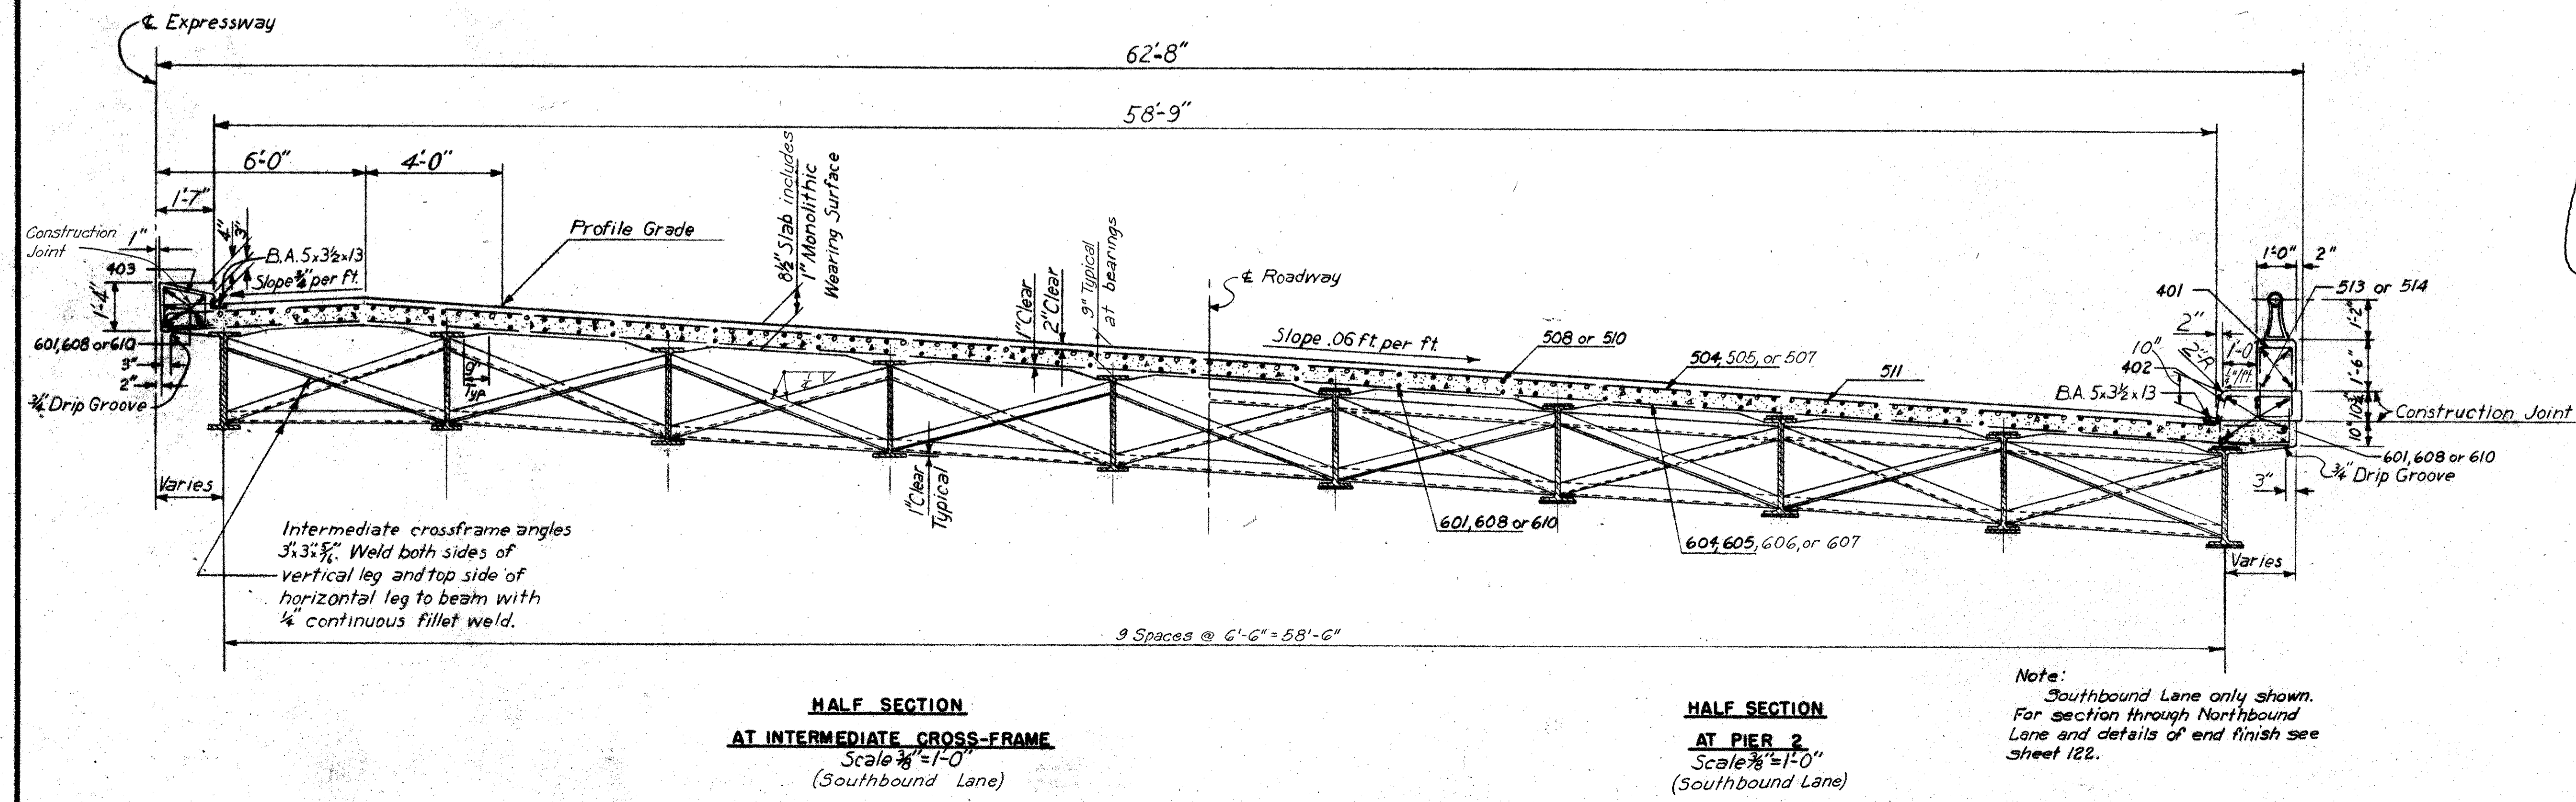 ℄ Expressway
62'-8"
58'-9"
6'-0"
4'-0"
1'-7"
Construction
Joint
1"
4"
3"
B.A. 5x3½x13
403
Slope ¾" per ft.
1'-4"
601, 608 or 610
3"
2"
¾" Drip Groove
Varies
Profile Grade
8½" Slab includes
1" Monolithic
Wearing Surface
1" Clear
2" Clear
9" Typical
at bearings
℄ Roadway
Slope .06 ft. per ft.
508 or 510
504, 505, or 507
511
Typ.
1" Clear
Typical
601, 608 or 610
604, 605, 606, or 607
1'-0"
2"
401
513 or 514
1'-2"
2"
10"
2"R
1'-0
402
1'-6"
B.A. 5x3½x13
10½"
Construction Joint
10"
601, 608 or 610
¾" Drip Groove
3"
Varies
Intermediate crossframe angles
3"x3"x5/16". Weld both sides of
vertical leg and top side of
horizontal leg to beam with
¼" continuous fillet weld.
9 Spaces @ 6'-6" = 58'-6"
HALF SECTION
AT INTERMEDIATE CROSS-FRAME
Scale ⅜"=1'-0"
(Southbound Lane)
HALF SECTION
AT PIER 2
Scale ⅜"=1'-0"
(Southbound Lane)
Note:
Southbound Lane only shown.
For section through Northbound
Lane and details of end finish see
sheet 122.